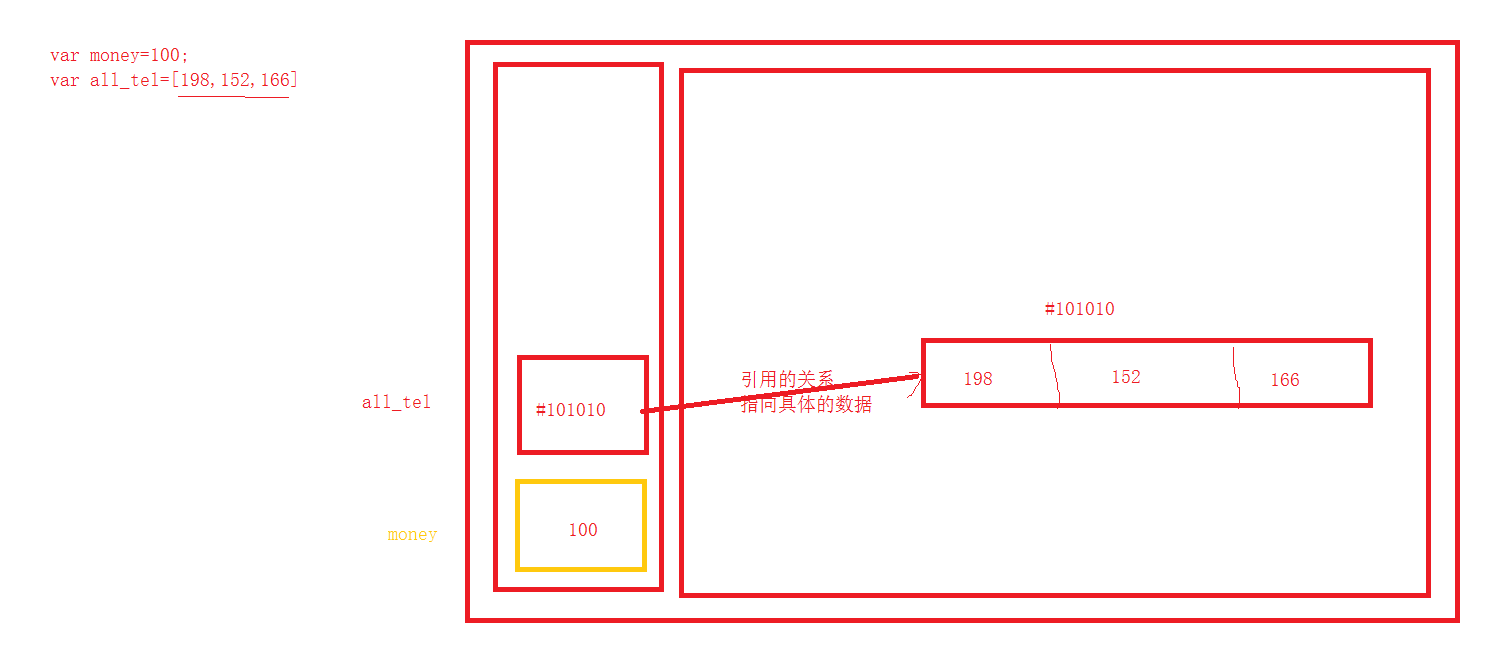 var money=100;
var all_tel=[198,152,166]
#101010
引用的关系
198
152
166
指向具体的数据
all_tel
#101010
100
money